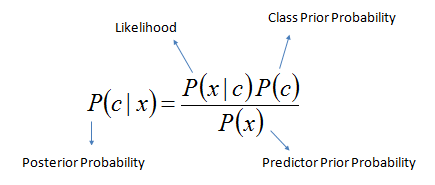 Class Prior Probability
Likelihood
P(c | x) = P(x | c)P(c) / P(x)
Posterior Probability
Predictor Prior Probability